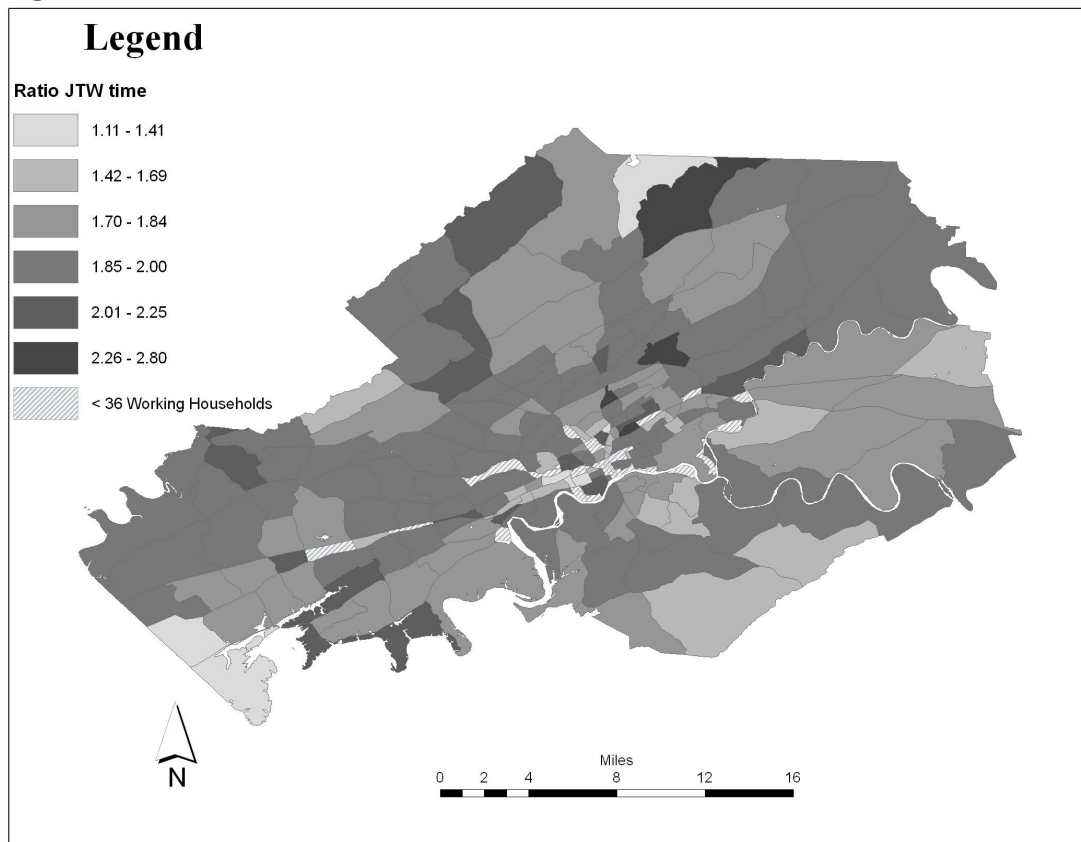 Legend
Ratio JTW time
1.11 - 1.41
1.42 - 1.69
1.70 - 1.84
1.85 - 2.00
2.01 - 2.25
2.26 - 2.80
< 36 Working Households
N
Miles
0 2 4 8 12 16